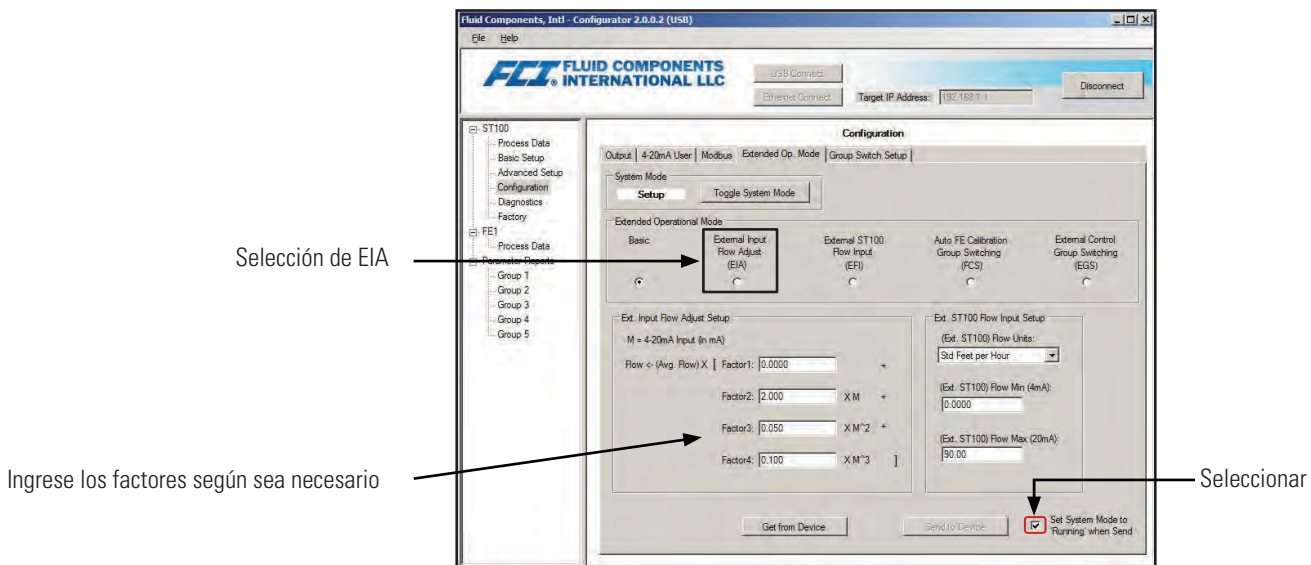 Fluid Components, Intl - Configurator 2.0.0.2 (USB)
File Help
FCI® FLUID COMPONENTS
INTERNATIONAL LLC
USB Connect
Ethernet Connect
Target IP Address: 192.168.1.1
Disconnect
ST100
Process Data
Basic Setup
Advanced Setup
Configuration
Diagnostics
Factory
FE1
Process Data
Parameter Reports
Group 1
Group 2
Group 3
Group 4
Group 5
Configuration
Output 4-20mA User Modbus Extended Op. Mode Group Switch Setup
System Mode
Setup
Toggle System Mode
Extended Operational Mode
Basic
External Input
Flow Adjust
(EIA)
External ST100
Flow Input
(EFI)
Auto FE Calibration
Group Switching
(FCS)
External Control
Group Switching
(EGS)
Ext. Input Flow Adjust Setup
M = 4-20mA Input (in mA)
Flow <- (Avg. Flow) X [ Factor1: 0.0000 +
Factor2: 2.000 X M +
Factor3: 0.050 X M^2 +
Factor4: 0.100 X M^3 ]
Ext. ST100 Flow Input Setup
(Ext. ST100) Flow Units:
Std Feet per Hour
(Ext. ST100) Flow Min (4mA):
0.0000
(Ext. ST100) Flow Max (20mA):
90.00
Get from Device
Send to Device
Set System Mode to
'Running' when Send
Selección de EIA
Ingrese los factores según sea necesario
Seleccionar